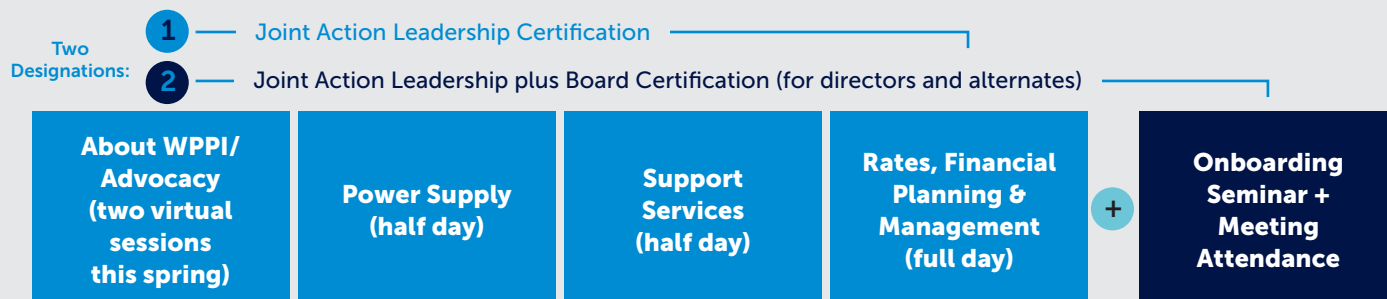 Two
Designations:
1
Joint Action Leadership Certification
2
Joint Action Leadership plus Board Certification (for directors and alternates)
About WPPI/
Advocacy
(two virtual
sessions
this spring)
Power Supply
(half day)
Support
Services
(half day)
Rates, Financial
Planning &
Management
(full day)
+
Onboarding
Seminar +
Meeting
Attendance